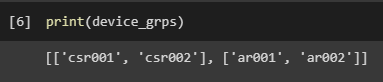 [6] print(device_grps)
[['csr001', 'csr002'], ['ar001', 'ar002']]